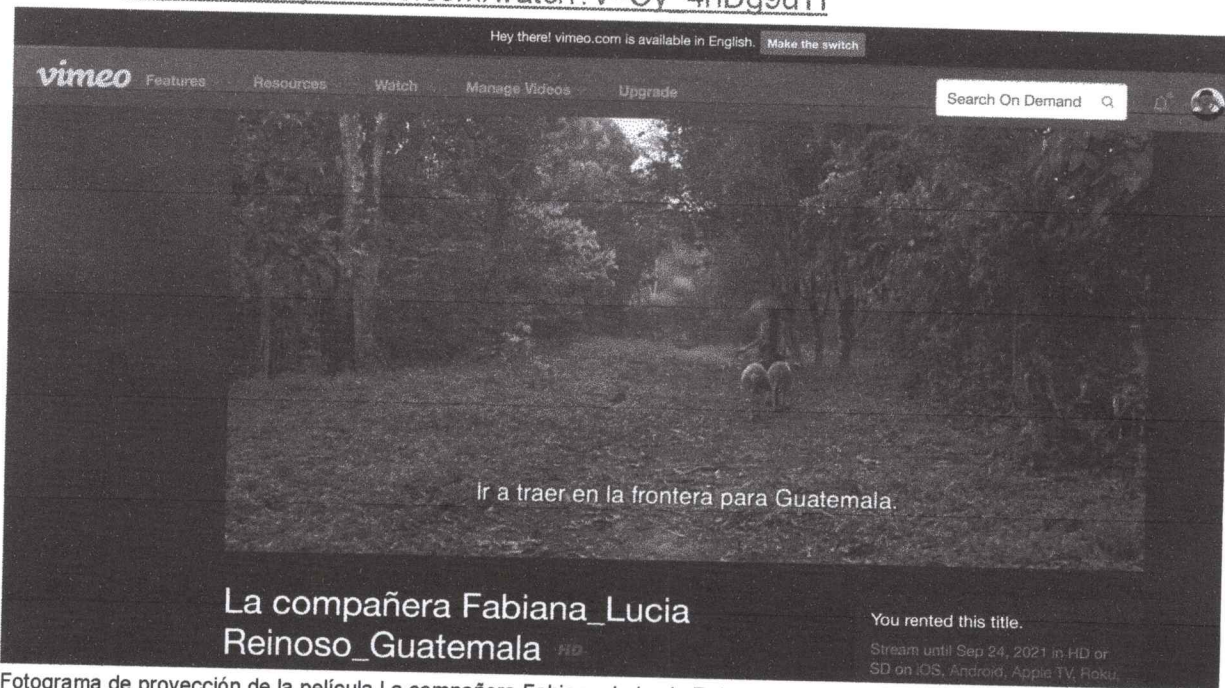 Hey there! vimeo.com is available in English. Make the switch
vimeo Features Resources Watch Manage Videos Upgrade Search On Demand
Ir a traer en la frontera para Guatemala.
La compañera Fabiana_Lucia
Reinoso_Guatemala HD
You rented this title.
Stream until Sep 24, 2021 in HD or
SD on iOS, Android, Apple TV, Roku,
Fotograma de proyección de la película La compañera Fabiana